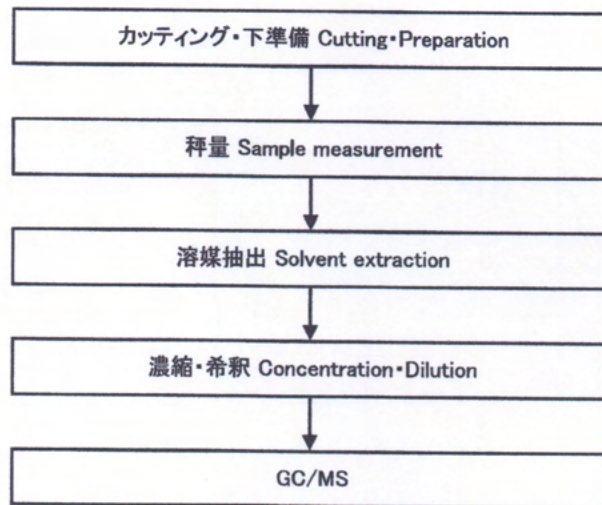 カッティング・下準備 Cutting・Preparation
秤量 Sample measurement
溶媒抽出 Solvent extraction
濃縮・希釈 Concentration・Dilution
GC/MS